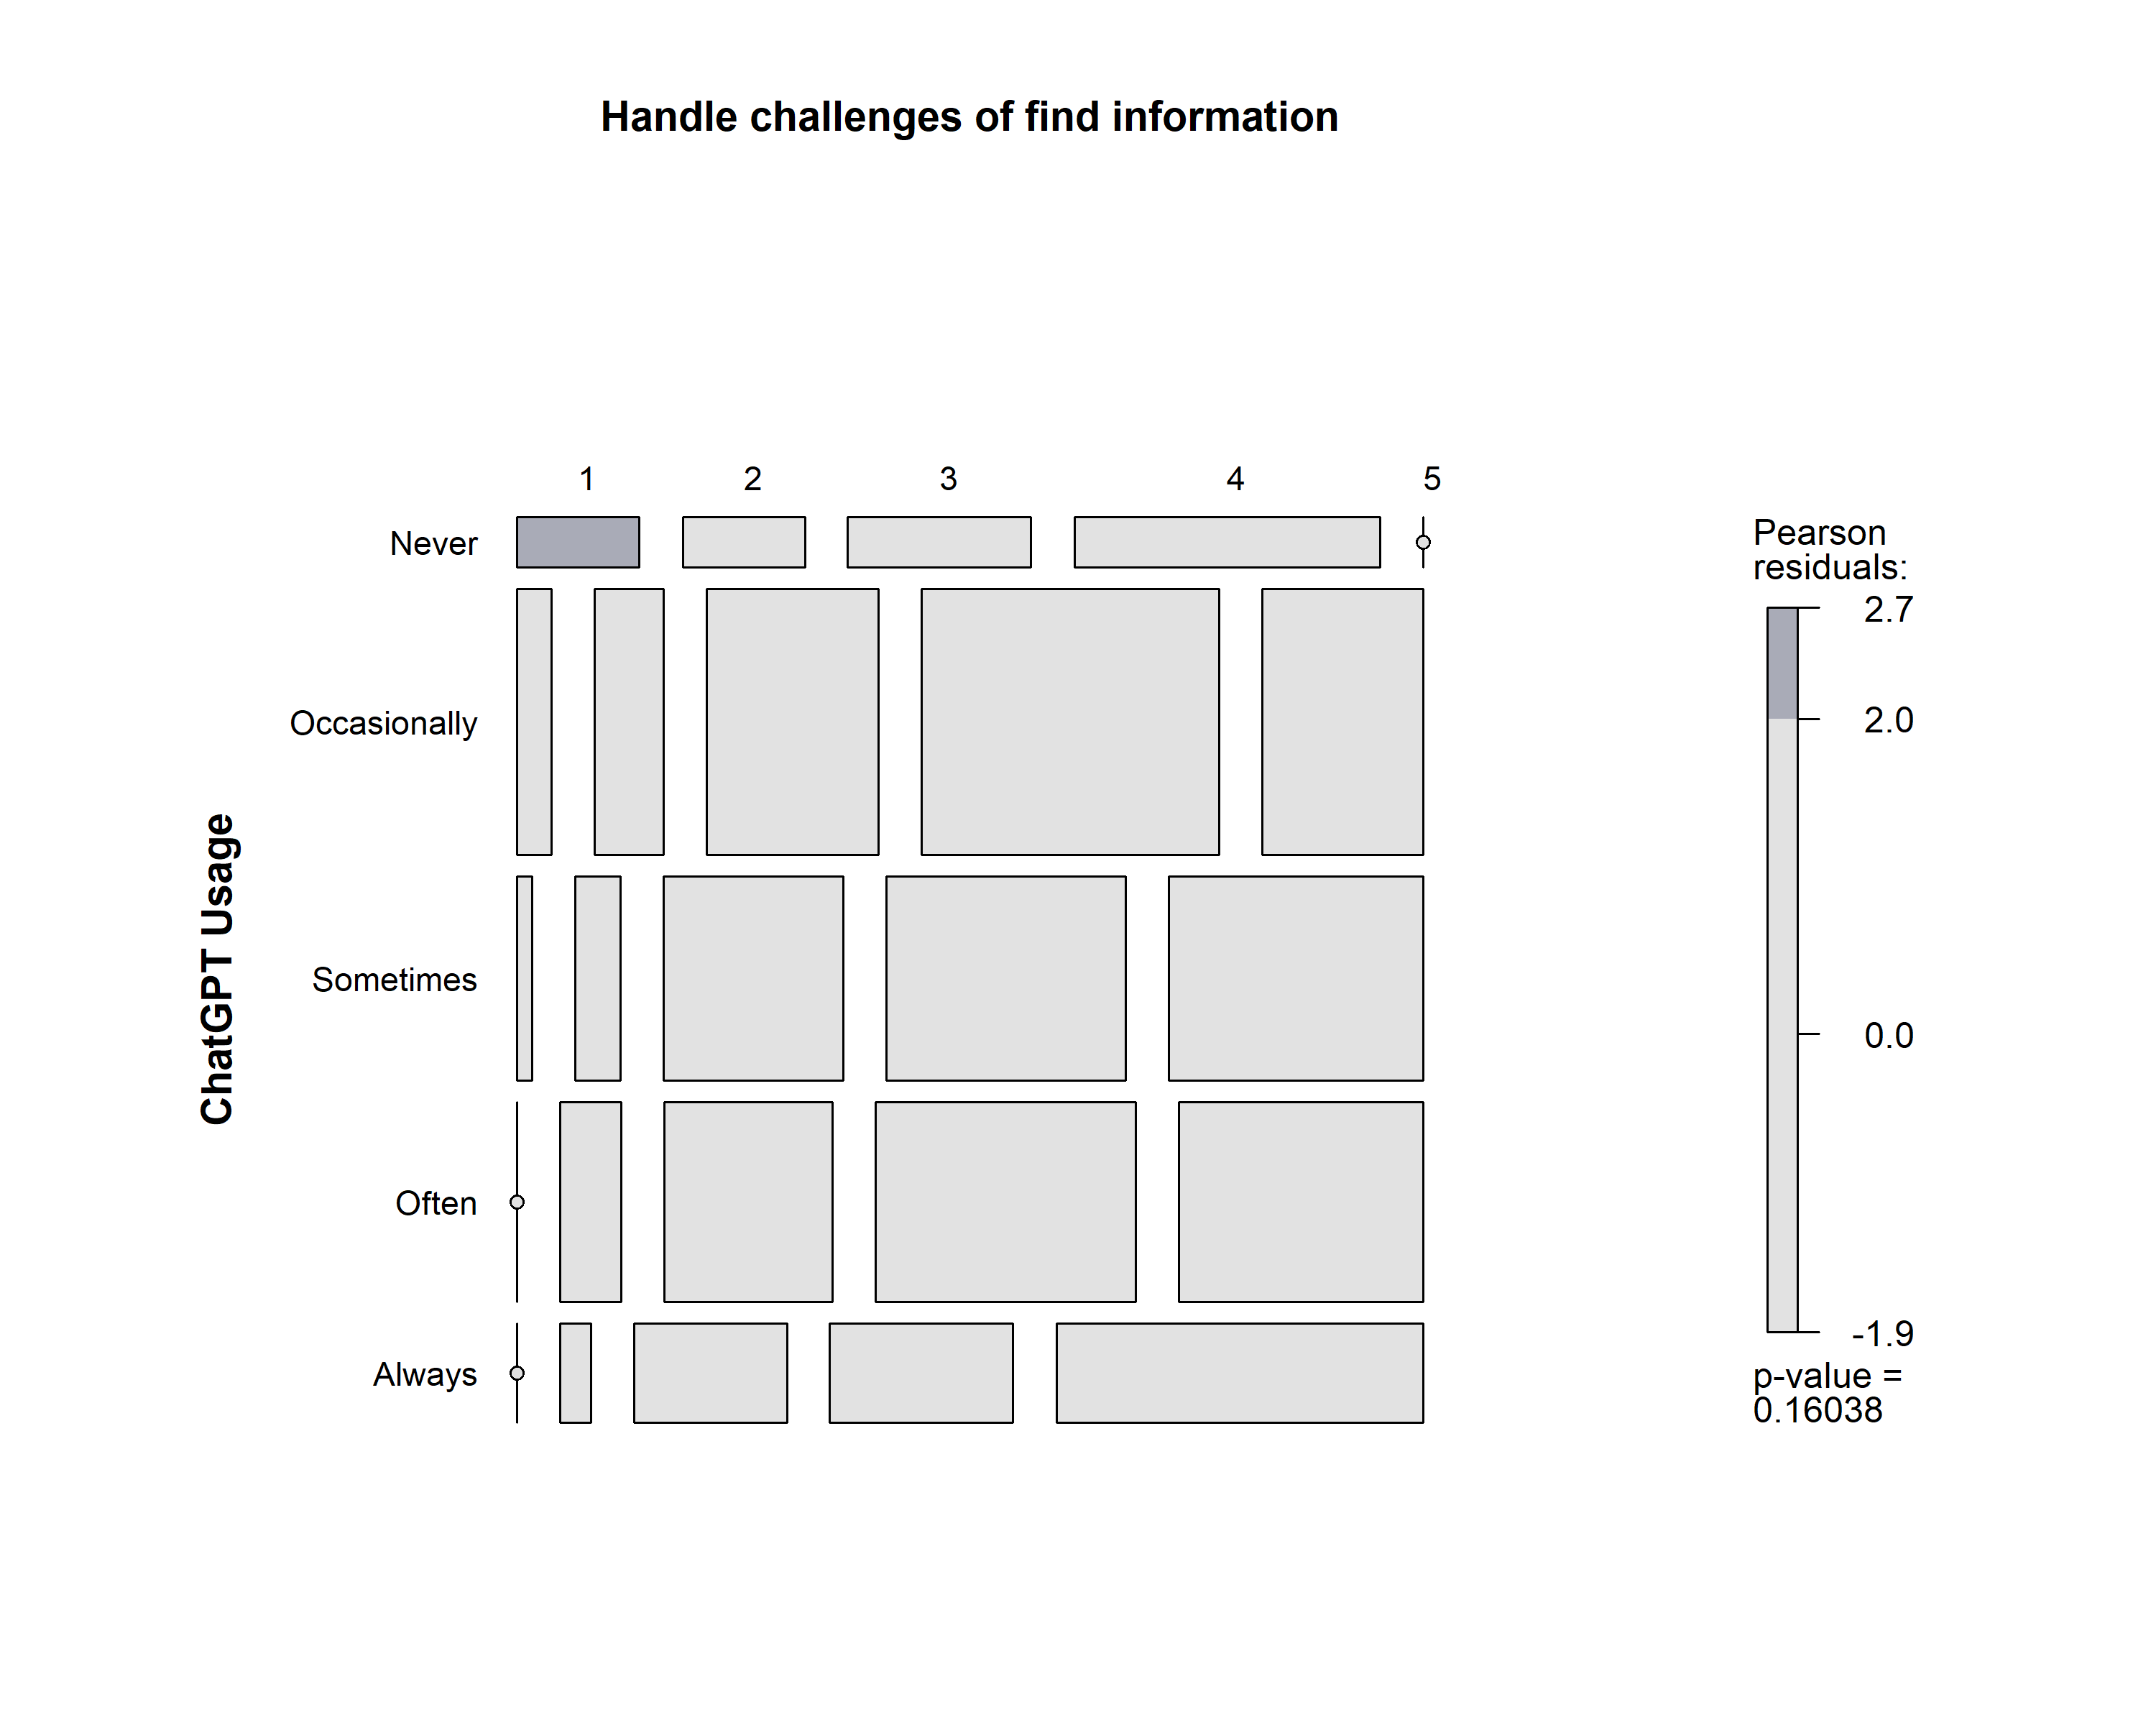 Handle challenges of find information
1 2 3 4 5
Never
Occasionally
Sometimes
Often
Always
ChatGPT Usage
Pearson
residuals:
2.7
2.0
0.0
-1.9
p-value =
0.16038